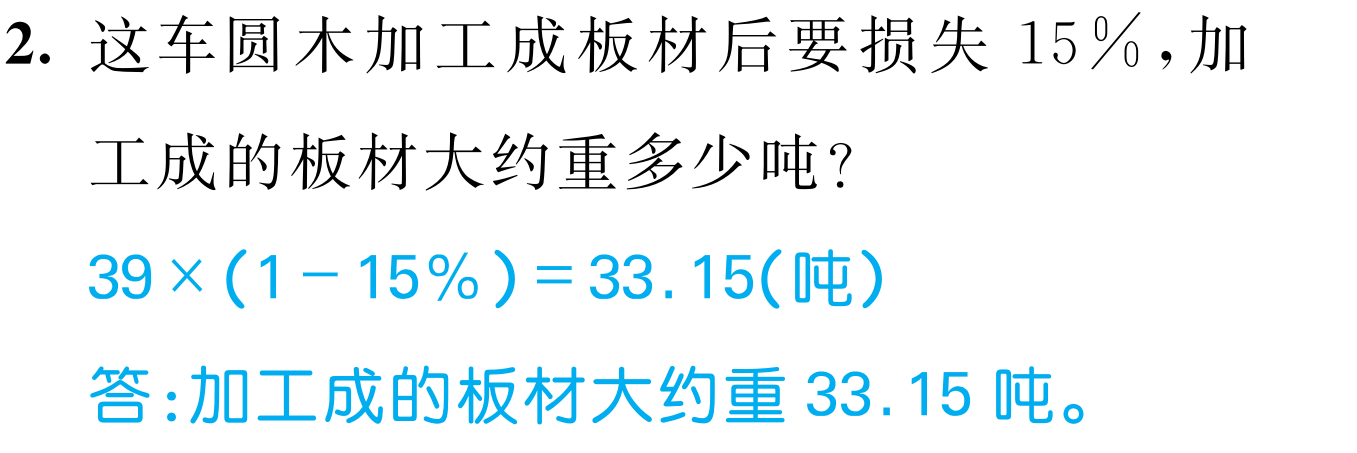 2. 这车圆木加工成板材后要损失 15%,加
工成的板材大约重多少吨?
39×(1-15%)=33.15(吨)
答:加工成的板材大约重 33.15 吨。